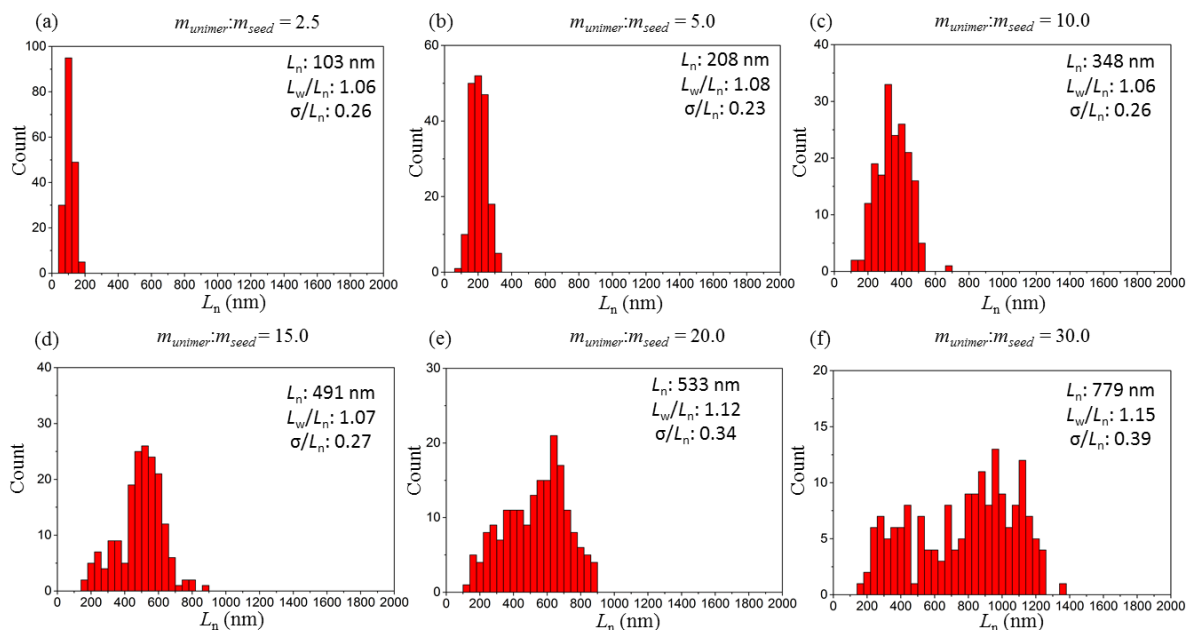 (a) m_unimer:m_seed = 2.5
L_n: 103 nm
L_w/L_n: 1.06
σ/L_n: 0.26
Count
100
80
60
40
20
0
200 400 600 800 1000 1200 1400 1600 1800 2000
L_n (nm)
(b) m_unimer:m_seed = 5.0
L_n: 208 nm
L_w/L_n: 1.08
σ/L_n: 0.23
Count
60
40
20
0
0 200 400 600 800 1000 1200 1400 1600 1800 2000
L_n (nm)
(c) m_unimer:m_seed = 10.0
L_n: 348 nm
L_w/L_n: 1.06
σ/L_n: 0.26
Count
40
30
20
10
0
0 200 400 600 800 1000 1200 1400 1600 1800 2000
L_n (nm)
(d) m_unimer:m_seed = 15.0
L_n: 491 nm
L_w/L_n: 1.07
σ/L_n: 0.27
Count
40
30
20
10
0
0 200 400 600 800 1000 1200 1400 1600 1800 2000
L_n (nm)
(e) m_unimer:m_seed = 20.0
L_n: 533 nm
L_w/L_n: 1.12
σ/L_n: 0.34
Count
30
20
10
0
0 200 400 600 800 1000 1200 1400 1600 1800 2000
L_n (nm)
(f) m_unimer:m_seed = 30.0
L_n: 779 nm
L_w/L_n: 1.15
σ/L_n: 0.39
Count
20
15
10
5
0
0 200 400 600 800 1000 1200 1400 1600 1800 2000
L_n (nm)